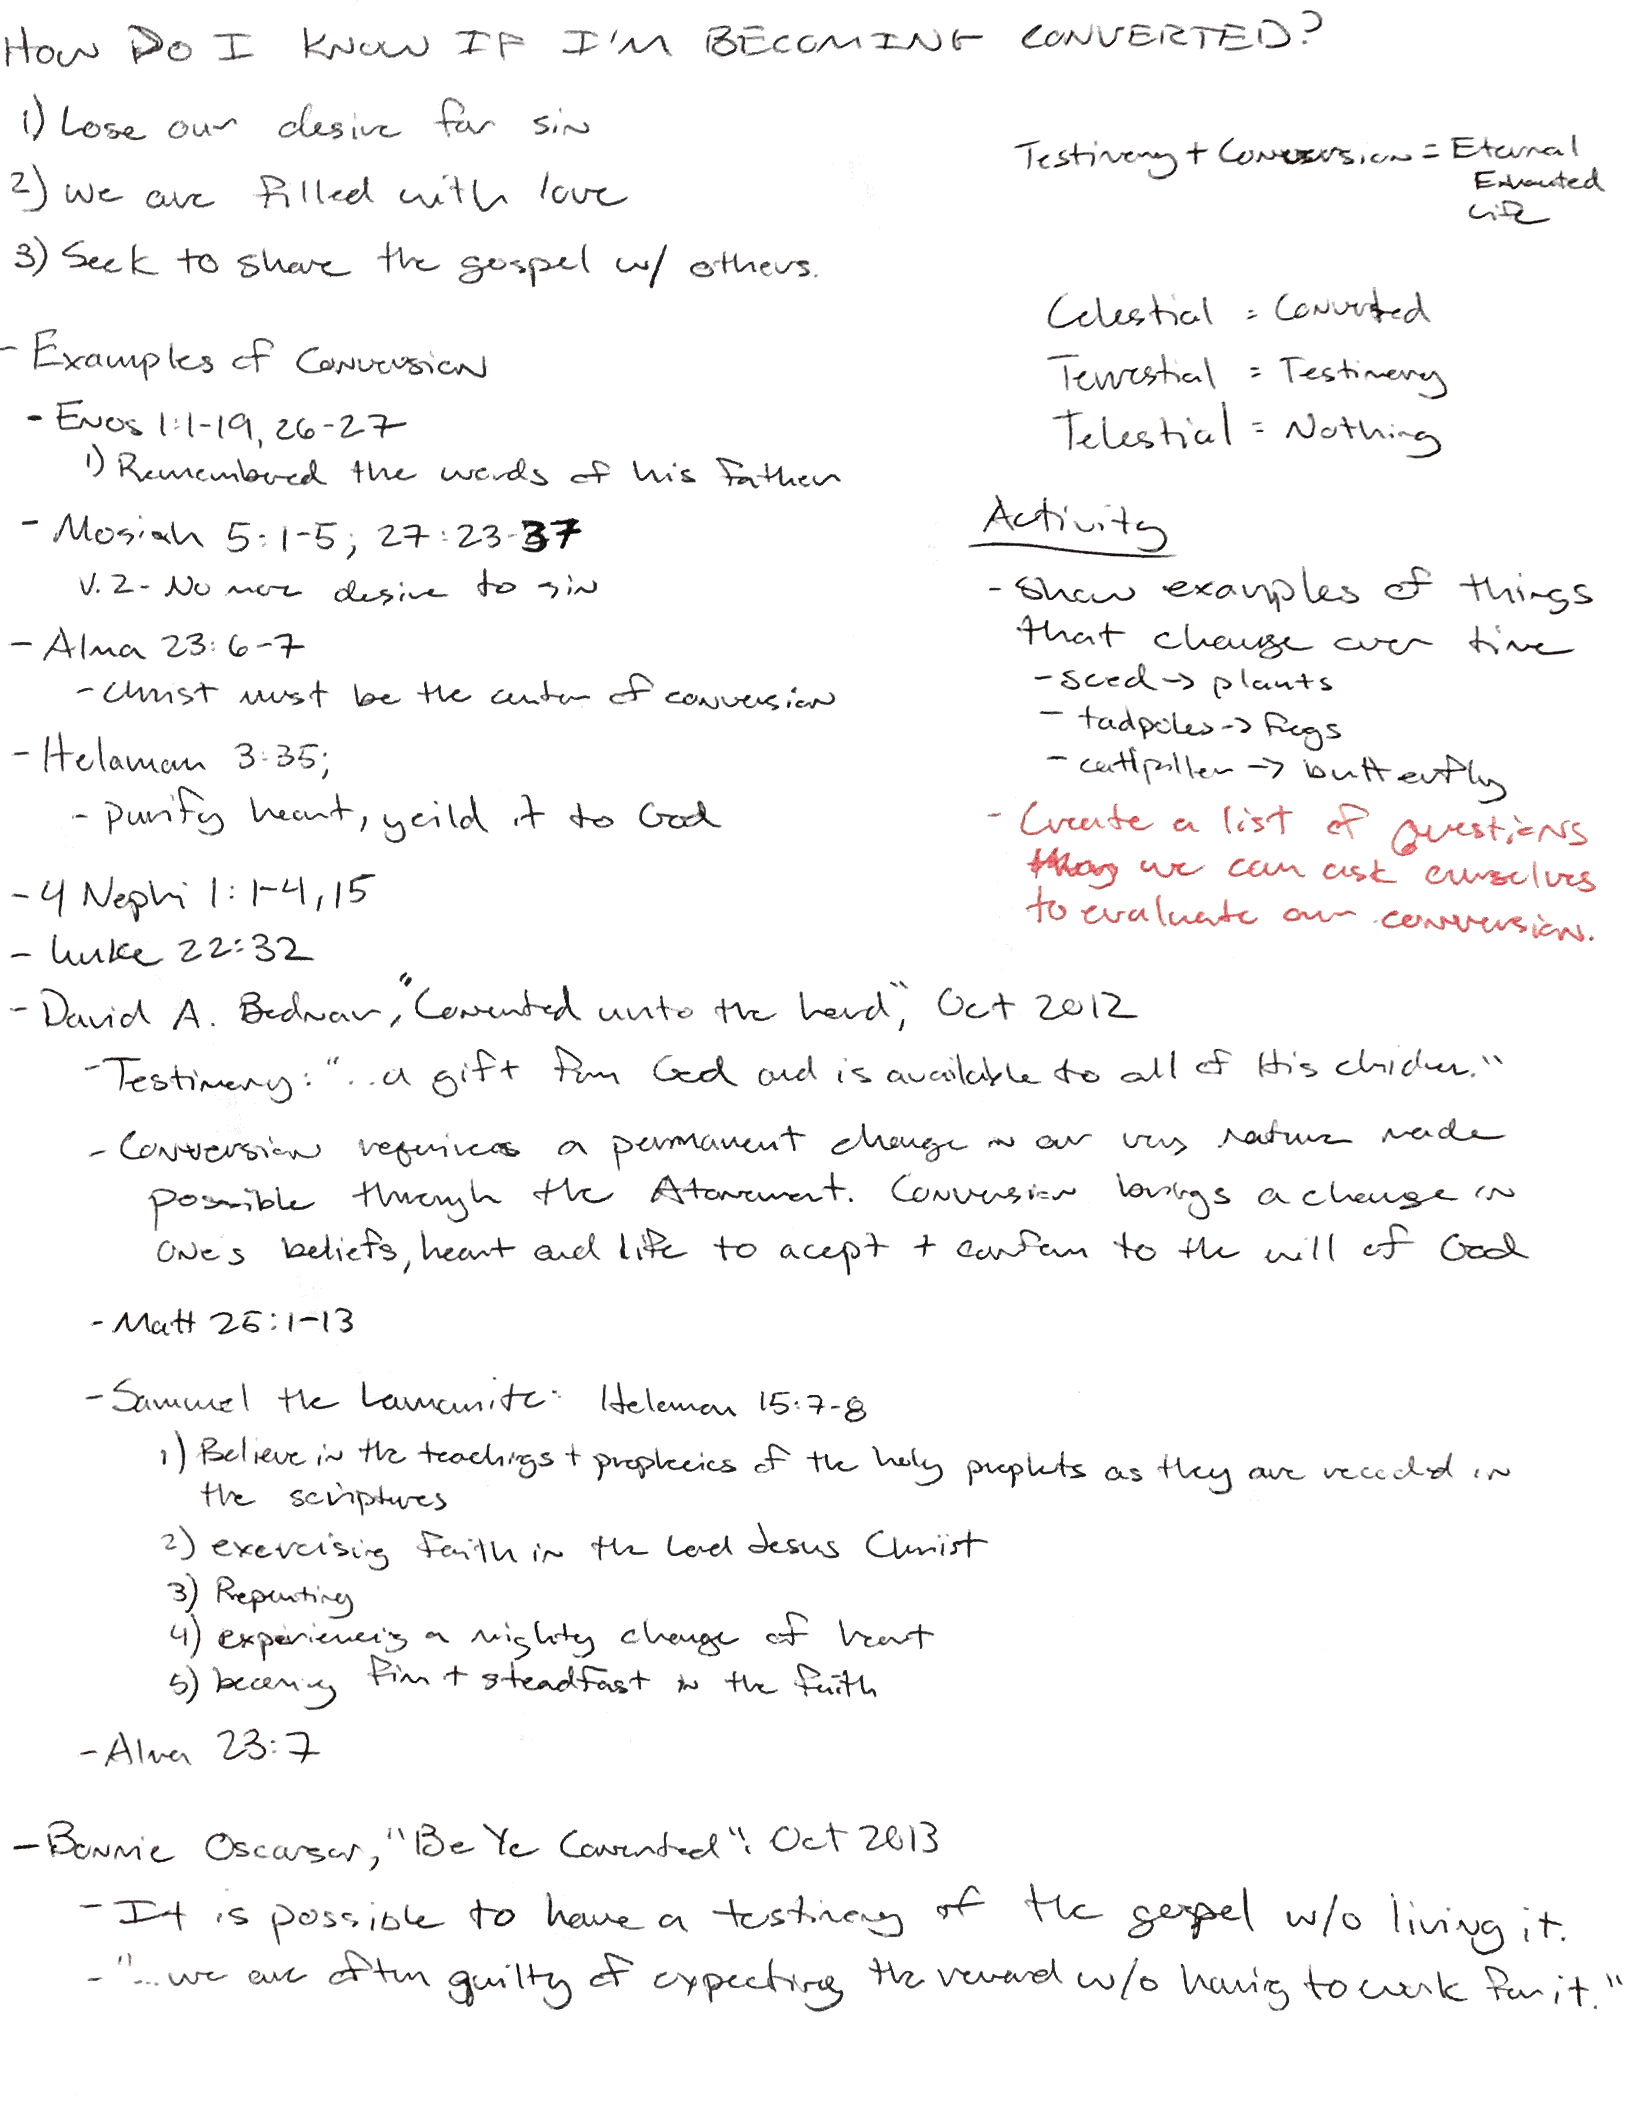 HOW DO I KNOW IF I'M BECOMING CONVERTED?
1) Lose our desire for sin
2) we are filled with love
3) Seek to share the gospel w/ others.
- Examples of Conversion
- Enos 1:1-19, 26-27
1) Remembered the words of his father
- Mosiah 5:1-5; 27:23-37
v.2- No more desire to sin
- Alma 23:6-7
- Christ must be the center of conversion
- Helaman 3:35;
- purify heart, yeild it to God
- 4 Nephi 1:1-4, 15
- Luke 22:32
Testimony + Conversion = Eternal
Exhaulted
Life
Celestial = Converted
Terrestial = Testimony
Telestial = Nothing
Activity
- show examples of things
that change over time
- seed -> plants
- tadpoles -> frogs
- catipiller -> butterfly
- Create a list of questions
we can ask ourselves
to evaluate our conversion.
- David A. Bednar, "Converted unto the Lord", Oct 2012
- Testimony: "...a gift from God and is available to all of His children."
- Conversion requires a permanent change in our very nature made
possible through the Atonement. Conversion brings a change in
one's beliefs, heart and life to acept + conform to the will of God
- Matt 25:1-13
- Sammuel the Lamanite: Helaman 15:7-8
1) Believe in the teachings + prophecies of the holy prophets as they are recorded in
the scriptures
2) exercising faith in the Lord Jesus Christ
3) Repenting
4) experiencing a mighty change of heart
5) becoming firm + steadfast in the faith
- Alma 23:7
- Bonnie Oscarson, "Be Ye Converted": Oct 2013
- It is possible to have a testimony of the gospel w/o living it.
- "...we are often guilty of expecting the reward w/o having to work for it."